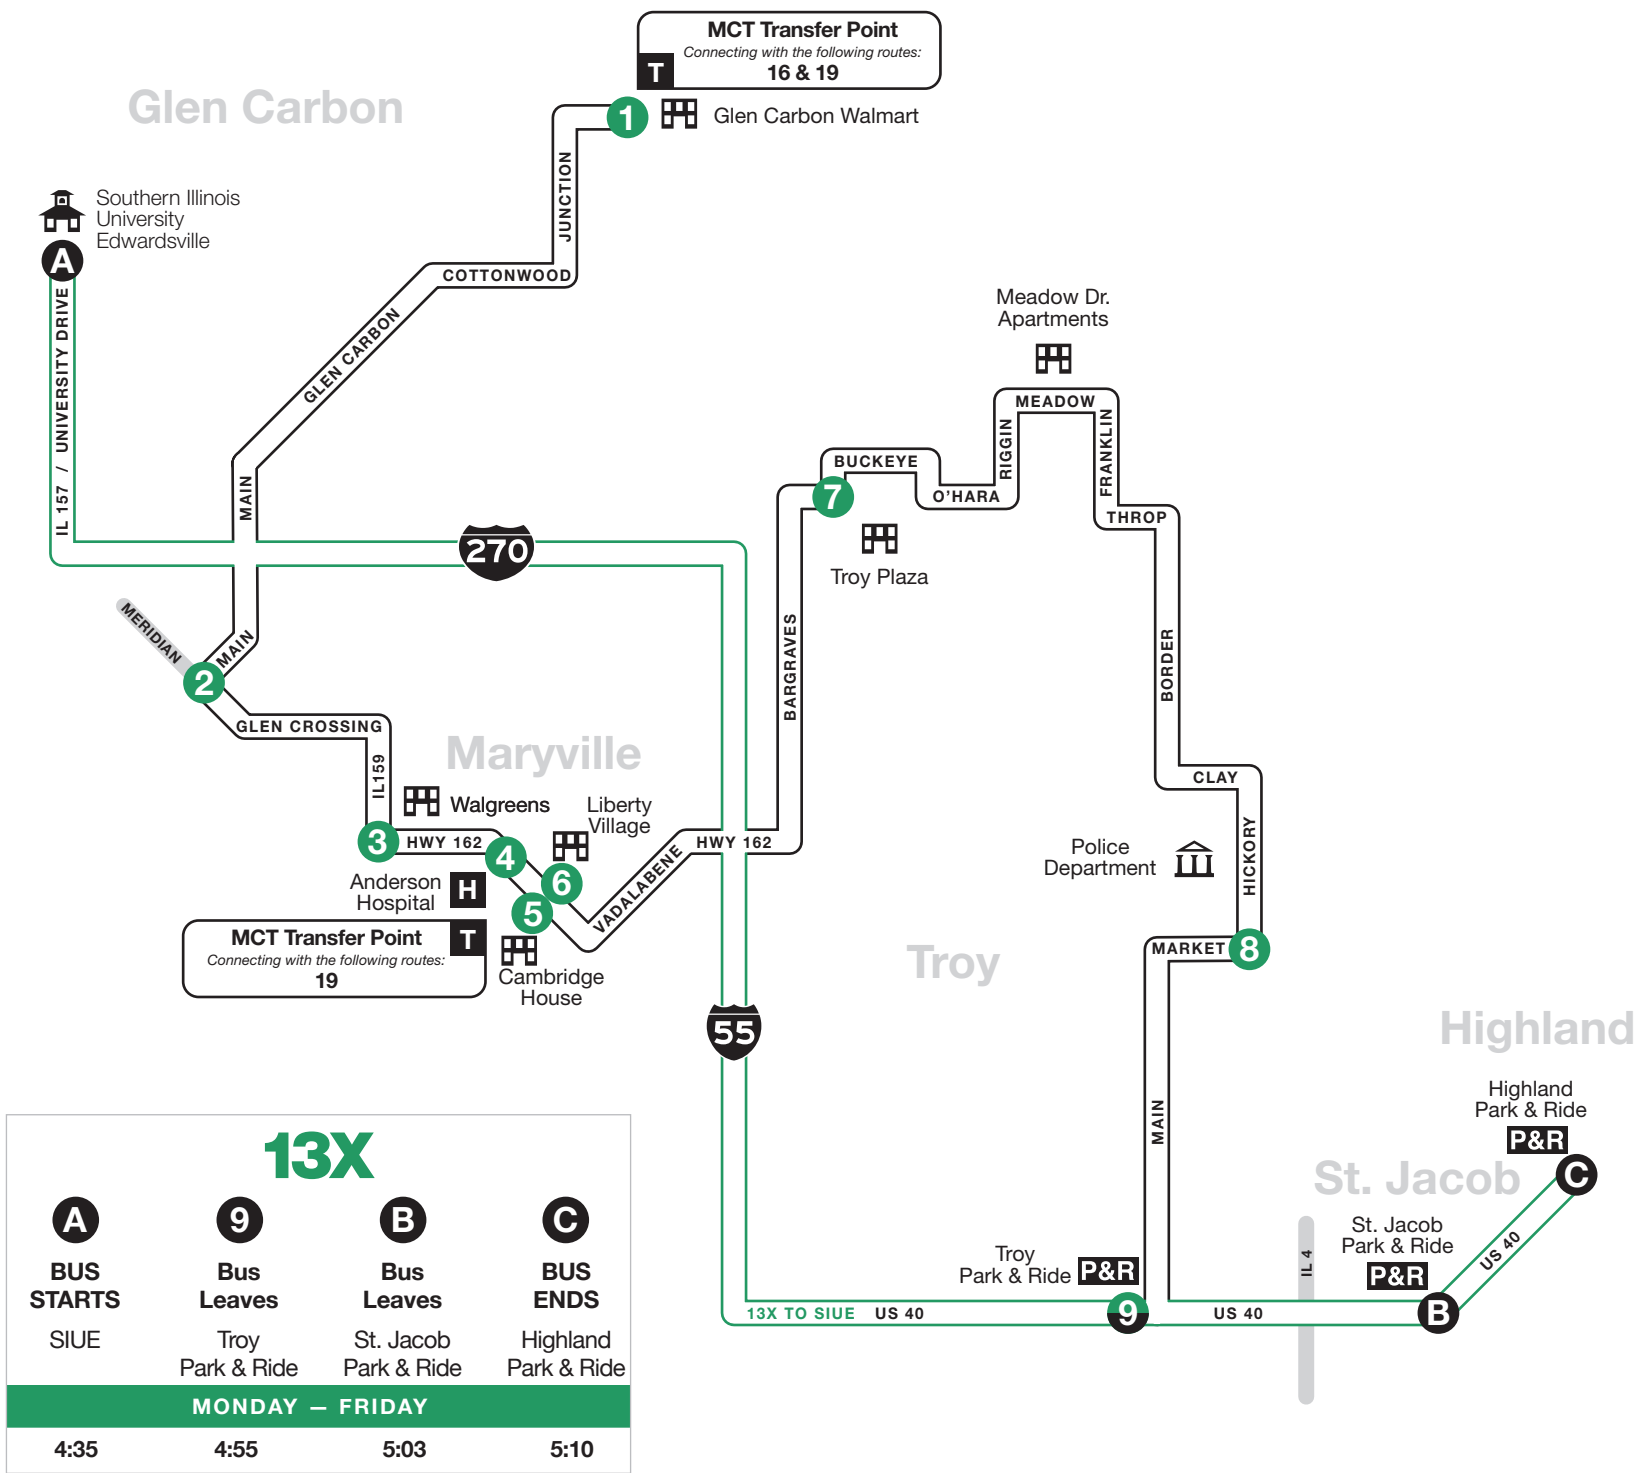 MCT Transfer Point
Connecting with the following routes:
T
16 & 19
Glen Carbon
1
Glen Carbon Walmart
JUNCTION
Southern Illinois
University
Edwardsville
A
COTTONWOOD
IL 157 / UNIVERSITY DRIVE
GLEN CARBON
Meadow Dr.
Apartments
MEADOW
RIGGIN
FRANKLIN
BUCKEYE
O'HARA
7
THROP
MAIN
270
Troy Plaza
MERIDIAN
MAIN
2
BARGRAVES
BORDER
GLEN CROSSING
Maryville
IL159
CLAY
Walgreens
Liberty
Village
3
HWY 162
4
HWY 162
VADALABENE
Police
Department
HICKORY
6
Anderson
Hospital
H
5
MCT Transfer Point
T
Connecting with the following routes:
19
Cambridge
House
MARKET
8
Troy
55
Highland
MAIN
Highland
Park & Ride
P&R
C
St. Jacob
St. Jacob
Park & Ride
P&R
US 40
IL 4
Troy
Park & Ride
P&R
13X TO SIUE
US 40
9
US 40
B
13X
A
9
B
C
BUS
STARTS
Bus
Leaves
Bus
Leaves
BUS
ENDS
SIUE
Troy
Park & Ride
St. Jacob
Park & Ride
Highland
Park & Ride
MONDAY — FRIDAY
4:35
4:55
5:03
5:10